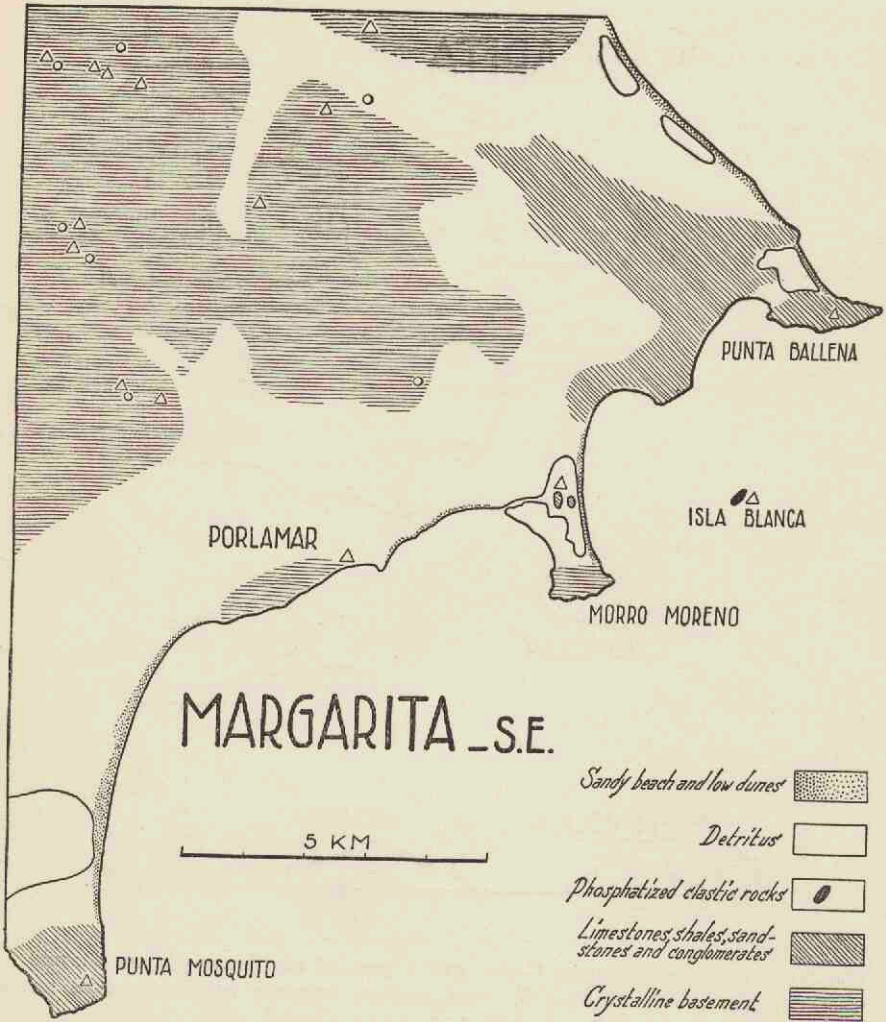 PUNTA BALLENA
ISLA BLANCA
PORLAMAR
MORRO MORENO
MARGARITA _ S.E.
5 KM
PUNTA MOSQUITO
Sandy beach and low dunes
Detritus
Phosphatized clastic rocks
Limestones, shales, sand-
stones and conglomerates
Crystalline basement